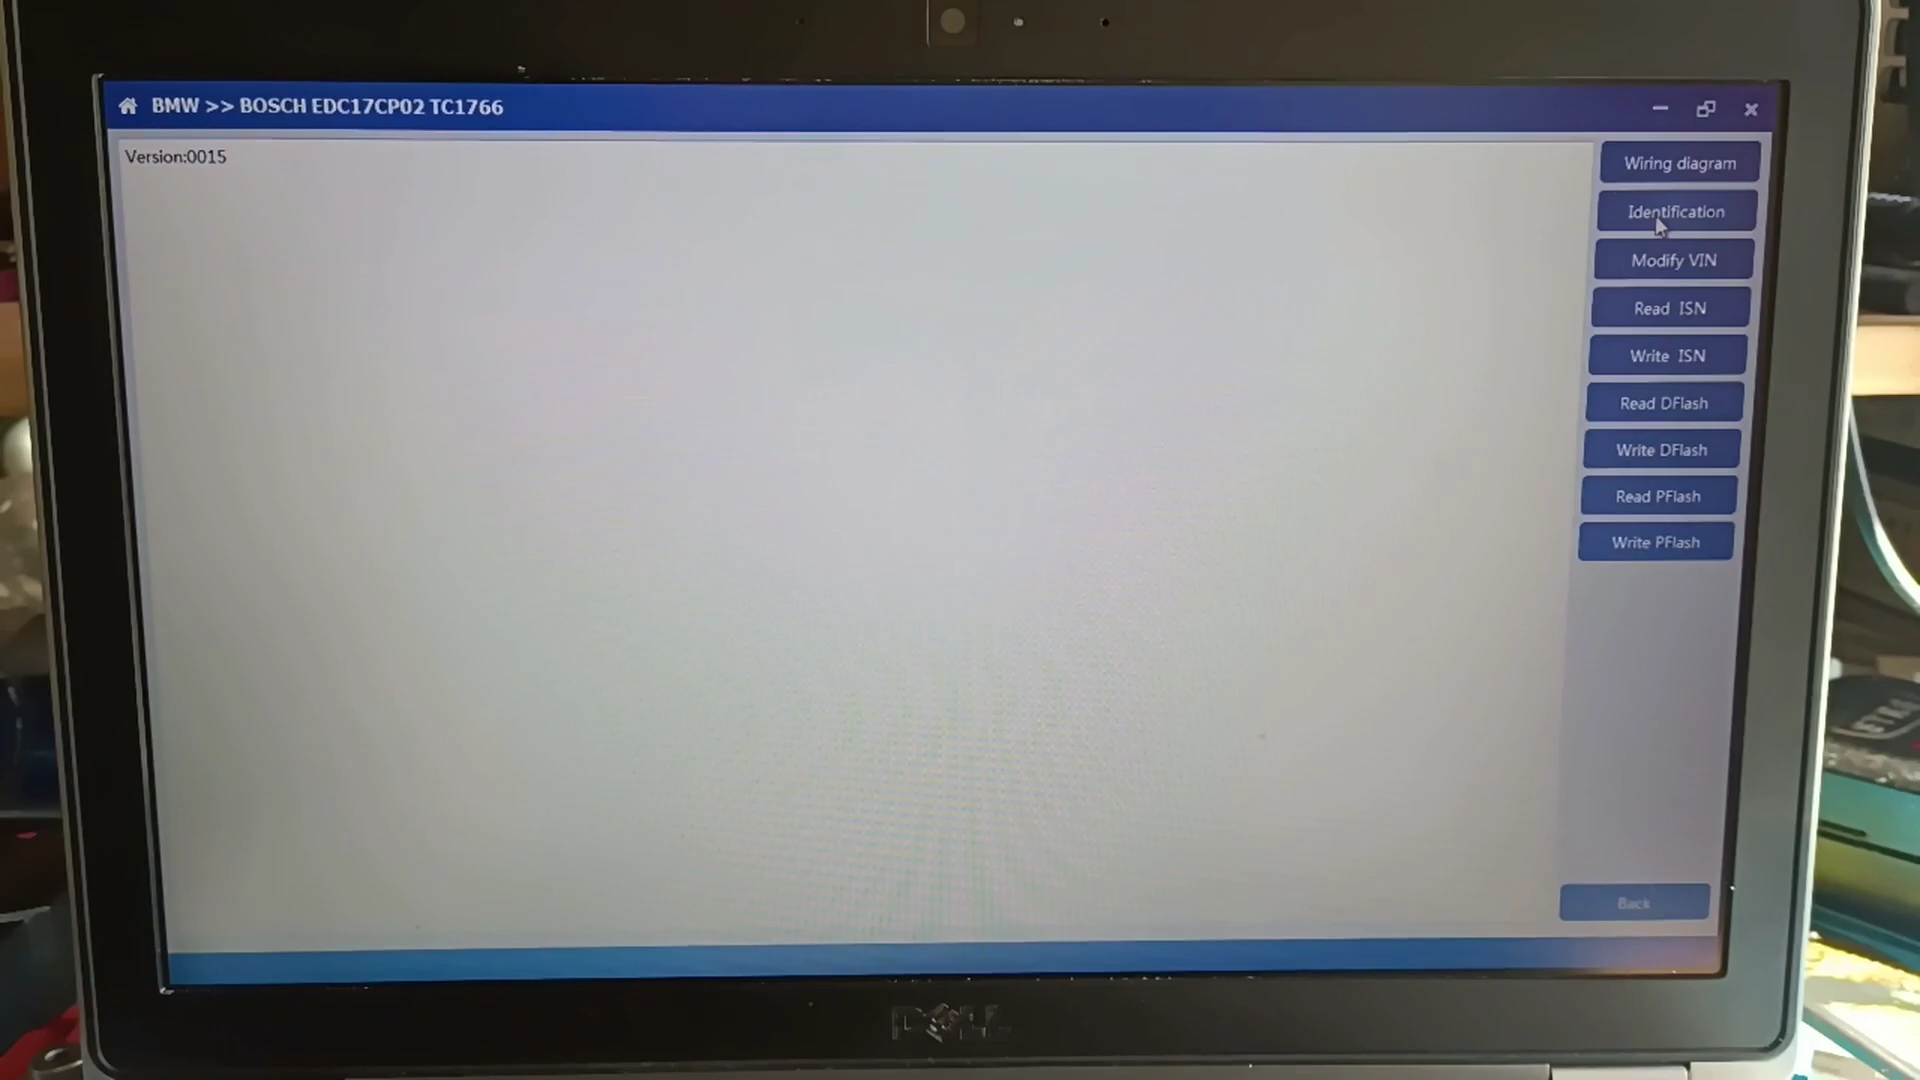 BMW >> BOSCH EDC17CP02 TC1766
Version:0015
Wiring diagram
Identification
Modify VIN
Read ISN
Write ISN
Read DFlash
Write DFlash
Read PFlash
Write PFlash
Back
DELL